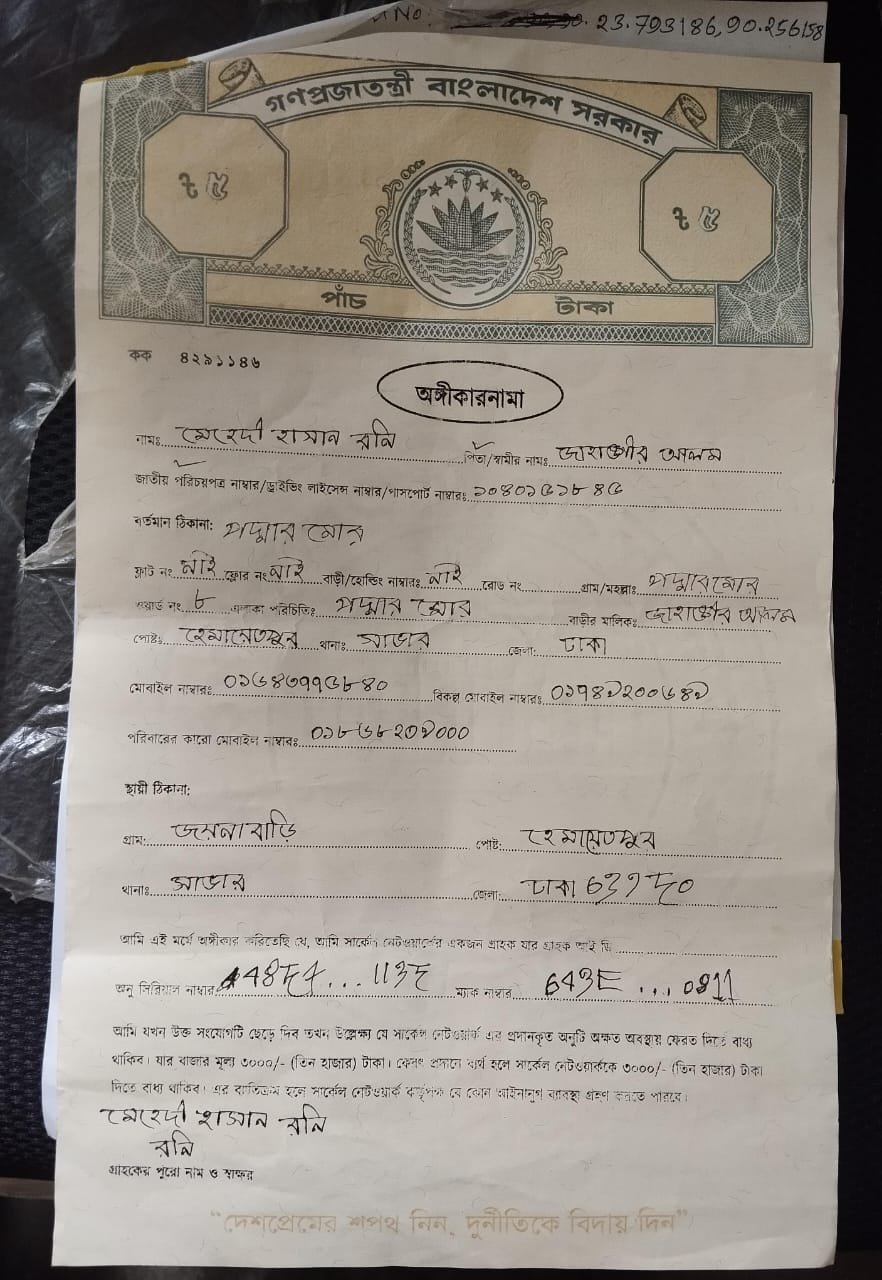 No: 23.793186,90.256158
গণপ্রজাতন্ত্রী বাংলাদেশ সরকার
৳ ৫ ৳ ৫
পাঁচ টাকা
কক ৪২৯১১৪৬
অঙ্গীকারনামা
নামঃ মেহেদী হাসান রনি পিতা/স্বামীর নামঃ জাহাঙ্গীর আলম
জাতীয় পরিচয়পত্র নাম্বার/ড্রাইভিং লাইসেন্স নাম্বার/পাসপোর্ট নাম্বারঃ ১০৪০১৫১৮৪৫
বর্তমান ঠিকানা: পদ্মার মোর
ফ্লাট নং নাই ফ্লোর নং নাই বাড়ী/হোল্ডিং নাম্বারঃ নাই রোড নং গ্রাম/মহল্লাঃ পদ্মারমোর
ওয়ার্ড নং ৮ এলাকা পরিচিতিঃ পদ্মার মোর বাড়ীর মালিকঃ জাহাঙ্গীর আলম
পোষ্টঃ হেমায়েতপুর থানাঃ সাভার জেলা: ঢাকা
মোবাইল নাম্বারঃ বিকল্প মোবাইল নাম্বারঃ
পরিবারের কারো মোবাইল নাম্বারঃ
স্থায়ী ঠিকানা:
গ্রাম: জয়নাবাড়ি পোষ্ট: হেমায়েতপুর
থানাঃ সাভার জেলা: ঢাকা
আমি এই মর্মে অঙ্গীকার করিতেছি যে, আমি সার্কেল নেটওয়ার্কের একজন গ্রাহক যার গ্রাহক আই ডি
অনু সিরিয়াল নাম্বার ম্যাক নাম্বার
আমি যখন উক্ত সংযোগটি ছেড়ে দিব তখন উল্লেক্ষ্য যে সার্কেল নেটওয়ার্ক এর প্রদানকৃত অনুটি অক্ষত অবস্থায় ফেরত দিতে বাধ্য
থাকিব। যার বাজার মূল্য ৩০০০/- (তিন হাজার) টাকা। ফেরৎ প্রদানে ব্যর্থ হলে সার্কেল নেটওয়ার্ককে ৩০০০/- (তিন হাজার) টাকা
দিতে বাধ্য থাকিব। এর ব্যতিক্রম হলে সার্কেল নেটওয়ার্ক কর্তৃপক্ষ যে কোন আইনানুগ ব্যবস্থা গ্রহণ করতে পারবে।
মেহেদী হাসান রনি
রনি
গ্রাহকের পুরো নাম ও স্বাক্ষর
“দেশপ্রেমের শপথ নিন, দুর্নীতিকে বিদায় দিন”